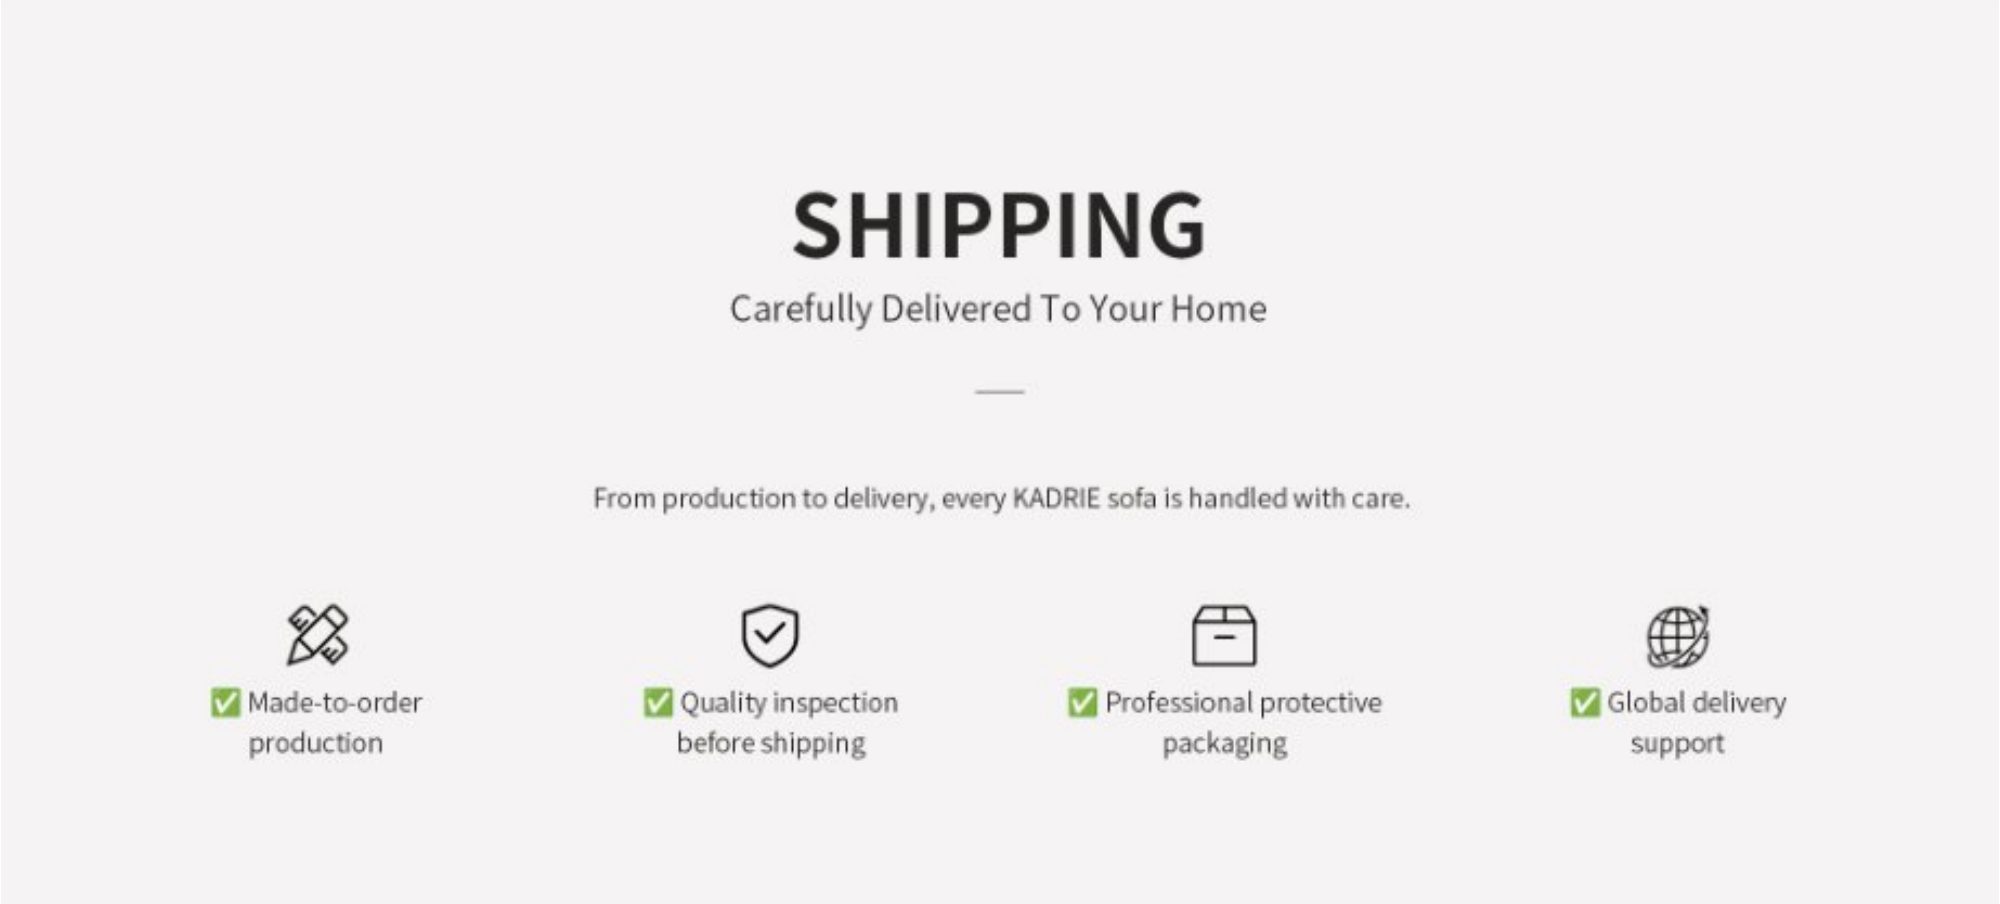 SHIPPING
Carefully Delivered To Your Home
From production to delivery, every KADRIE sofa is handled with care.
✅ Made-to-order
production
✅ Quality inspection
before shipping
✅ Professional protective
packaging
✅ Global delivery
support